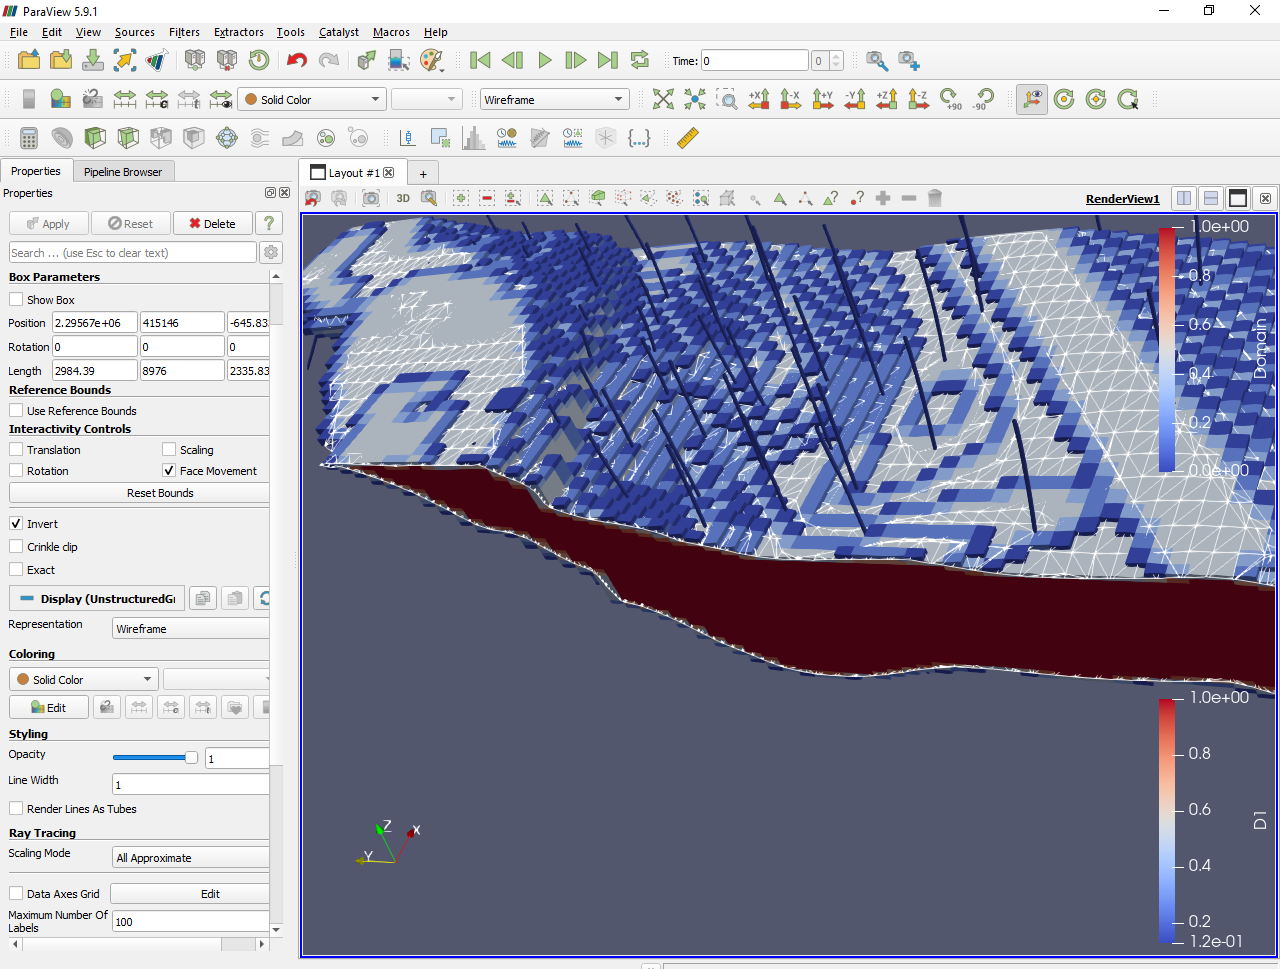 ParaView 5.9.1
File Edit View Sources Filters Extractors Tools Catalyst Macros Help
Time: 0 0
Solid Color Wireframe +X -X +Y -Y +Z -Z +90 -90
Properties Pipeline Browser
Layout #1 +
Properties
3D RenderView1
Apply Reset Delete ?
Search ... (use Esc to clear text)
Box Parameters
Show Box
Position 2.29567e+06 415146 -645.83
Rotation 0 0 0
Length 2984.39 8976 2335.83
Reference Bounds
Use Reference Bounds
Interactivity Controls
Translation Scaling
Rotation Face Movement
Reset Bounds
Invert
Crinkle clip
Exact
Display (UnstructuredGr
Representation Wireframe
Coloring
Solid Color
Edit
Styling
Opacity 1
Line Width 1
Render Lines As Tubes
Ray Tracing
Scaling Mode All Approximate
Data Axes Grid Edit
Maximum Number Of
Labels 100
1.0e+00
0.8
0.6
0.4
0.2
0.0e+00
Domain
1.0e+00
0.8
0.6
0.4
0.2
1.2e-01
D1
Z
X
Y